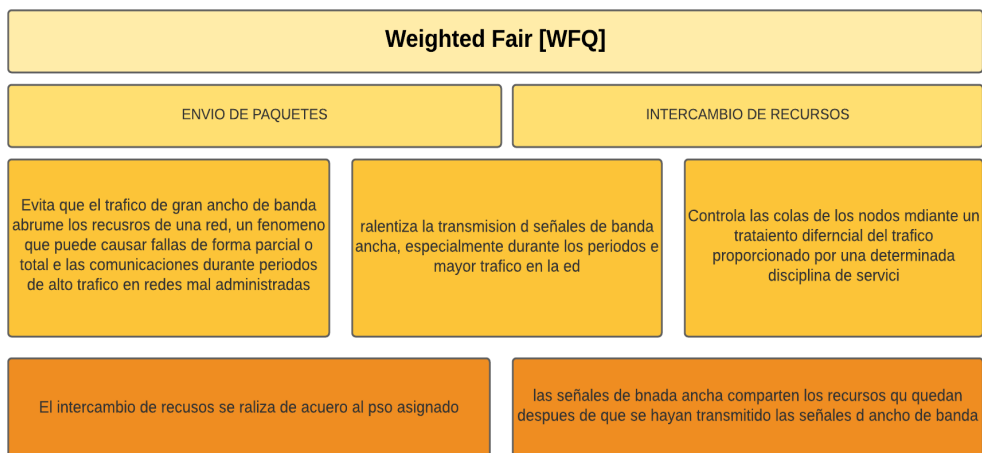 Weighted Fair [WFQ]
ENVIO DE PAQUETES
INTERCAMBIO DE RECURSOS
Evita que el trafico de gran ancho de banda
abrume los recusros de una red, un fenomeno
que puede causar fallas de forma parcial o
total e las comunicaciones durante periodos
de alto trafico en redes mal administradas
ralentiza la transmision d señales de banda
ancha, especialmente durante los periodos e
mayor trafico en la ed
Controla las colas de los nodos mdiante un
trataiento diferncial del trafico
proporcionado por una determinada
disciplina de servici
El intercambio de recusos se raliza de acuero al pso asignado
las señales de bnada ancha comparten los recursos qu quedan
despues de que se hayan transmitido las señales d ancho de banda